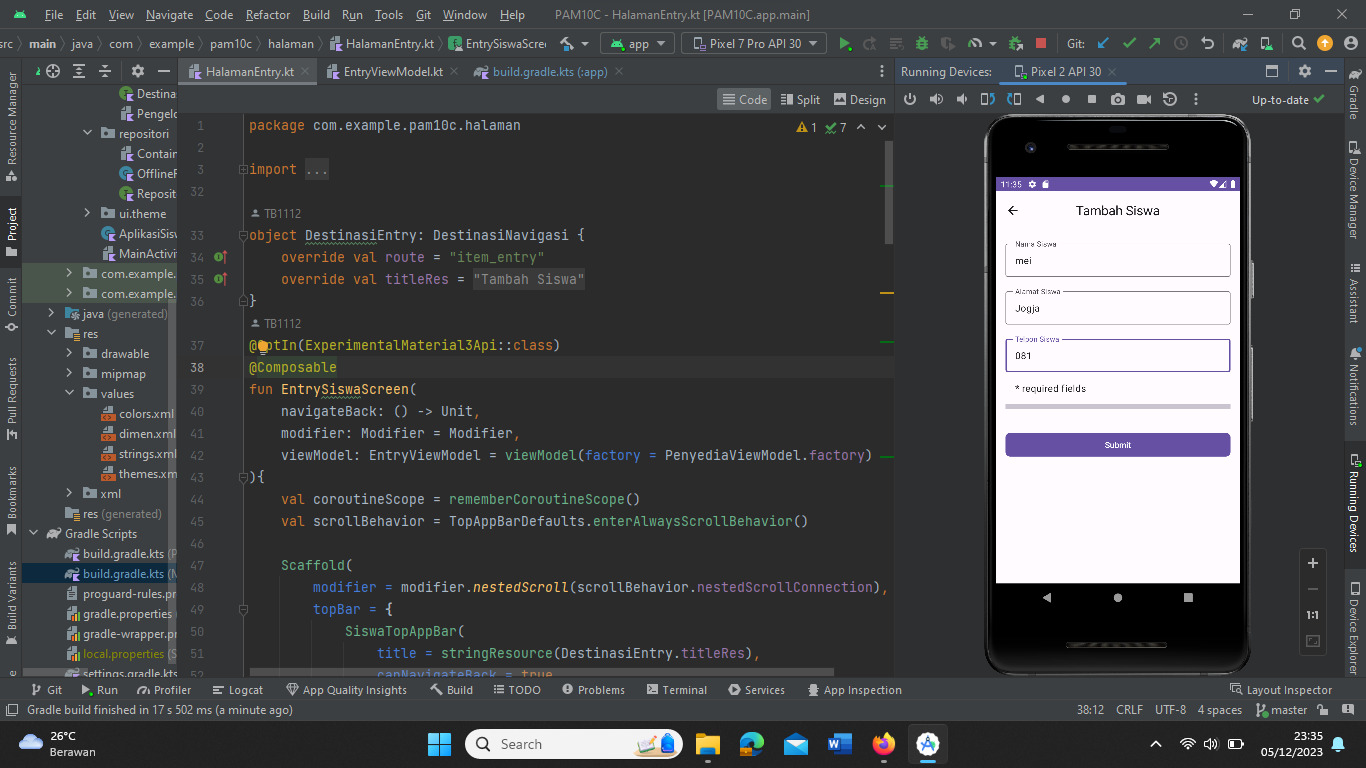 File Edit View Navigate Code Refactor Build Run Tools Git Window Help PAM10C - HalamanEntry.kt [PAM10C.app.main]
src main java com example pam10c halaman HalamanEntry.kt EntrySiswaScre app Pixel 7 Pro API 30 Git:
HalamanEntry.kt EntryViewModel.kt build.gradle.kts (:app) Running Devices: Pixel 2 API 30
Code Split Design Up-to-date
Resource Manager
Project
Commit
Pull Requests
Bookmarks
Build Variants
Destinas
Pengelo
repositori
Contain
OfflineR
Reposit
ui.theme
AplikasiSis
MainActivi
com.example.
com.example.
java (generated)
res
drawable
mipmap
values
colors.xml
dimen.xml
strings.xml
themes.xm
xml
res (generated)
Gradle Scripts
build.gradle.kts (P
build.gradle.kts (M
proguard-rules.pr
gradle.properties
gradle-wrapper.pr
local.properties (S
settings.gradle.kts
1 package com.example.pam10c.halaman
1 7
2
3 import ...
32
TB1112
33 object DestinasiEntry: DestinasiNavigasi {
34 override val route = "item_entry"
35 override val titleRes = "Tambah Siswa"
36 }
TB1112
37 @OptIn(ExperimentalMaterial3Api::class)
38 @Composable
39 fun EntrySiswaScreen(
40 navigateBack: () -> Unit,
41 modifier: Modifier = Modifier,
42 viewModel: EntryViewModel = viewModel(factory = PenyediaViewModel.factory)
43 ){
44 val coroutineScope = rememberCoroutineScope()
45 val scrollBehavior = TopAppBarDefaults.enterAlwaysScrollBehavior()
46
47 Scaffold(
48 modifier = modifier.nestedScroll(scrollBehavior.nestedScrollConnection),
49 topBar = {
50 SiswaTopAppBar(
51 title = stringResource(DestinasiEntry.titleRes),
52 canNavigateBack = true
11:35
Tambah Siswa
Nama Siswa
mei
Alamat Siswa
Jogja
Telpon Siswa
081
* required fields
Submit
1:1
Gradle
Device Manager
Assistant
Notifications
Running Devices
Device Explorer
Git Run Profiler Logcat App Quality Insights Build TODO Problems Terminal Services App Inspection Layout Inspector
Gradle build finished in 17 s 502 ms (a minute ago) 38:12 CRLF UTF-8 4 spaces master
26°C
Berawan
Search
23:35
05/12/2023